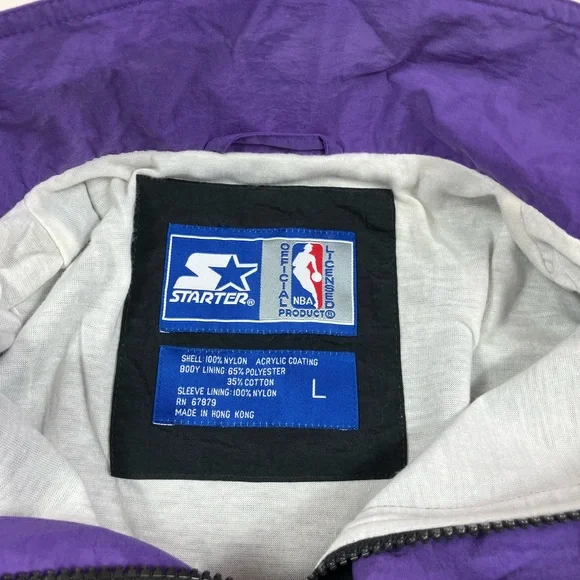 STARTER®
OFFICIAL LICENSED
NBA
PRODUCT®
SHELL:100% NYLON ACRYLIC COATING
BODY LINING: 65% POLYESTER
35% COTTON
SLEEVE LINING:100% NYLON
RN 67879
MADE IN HONG KONG
L